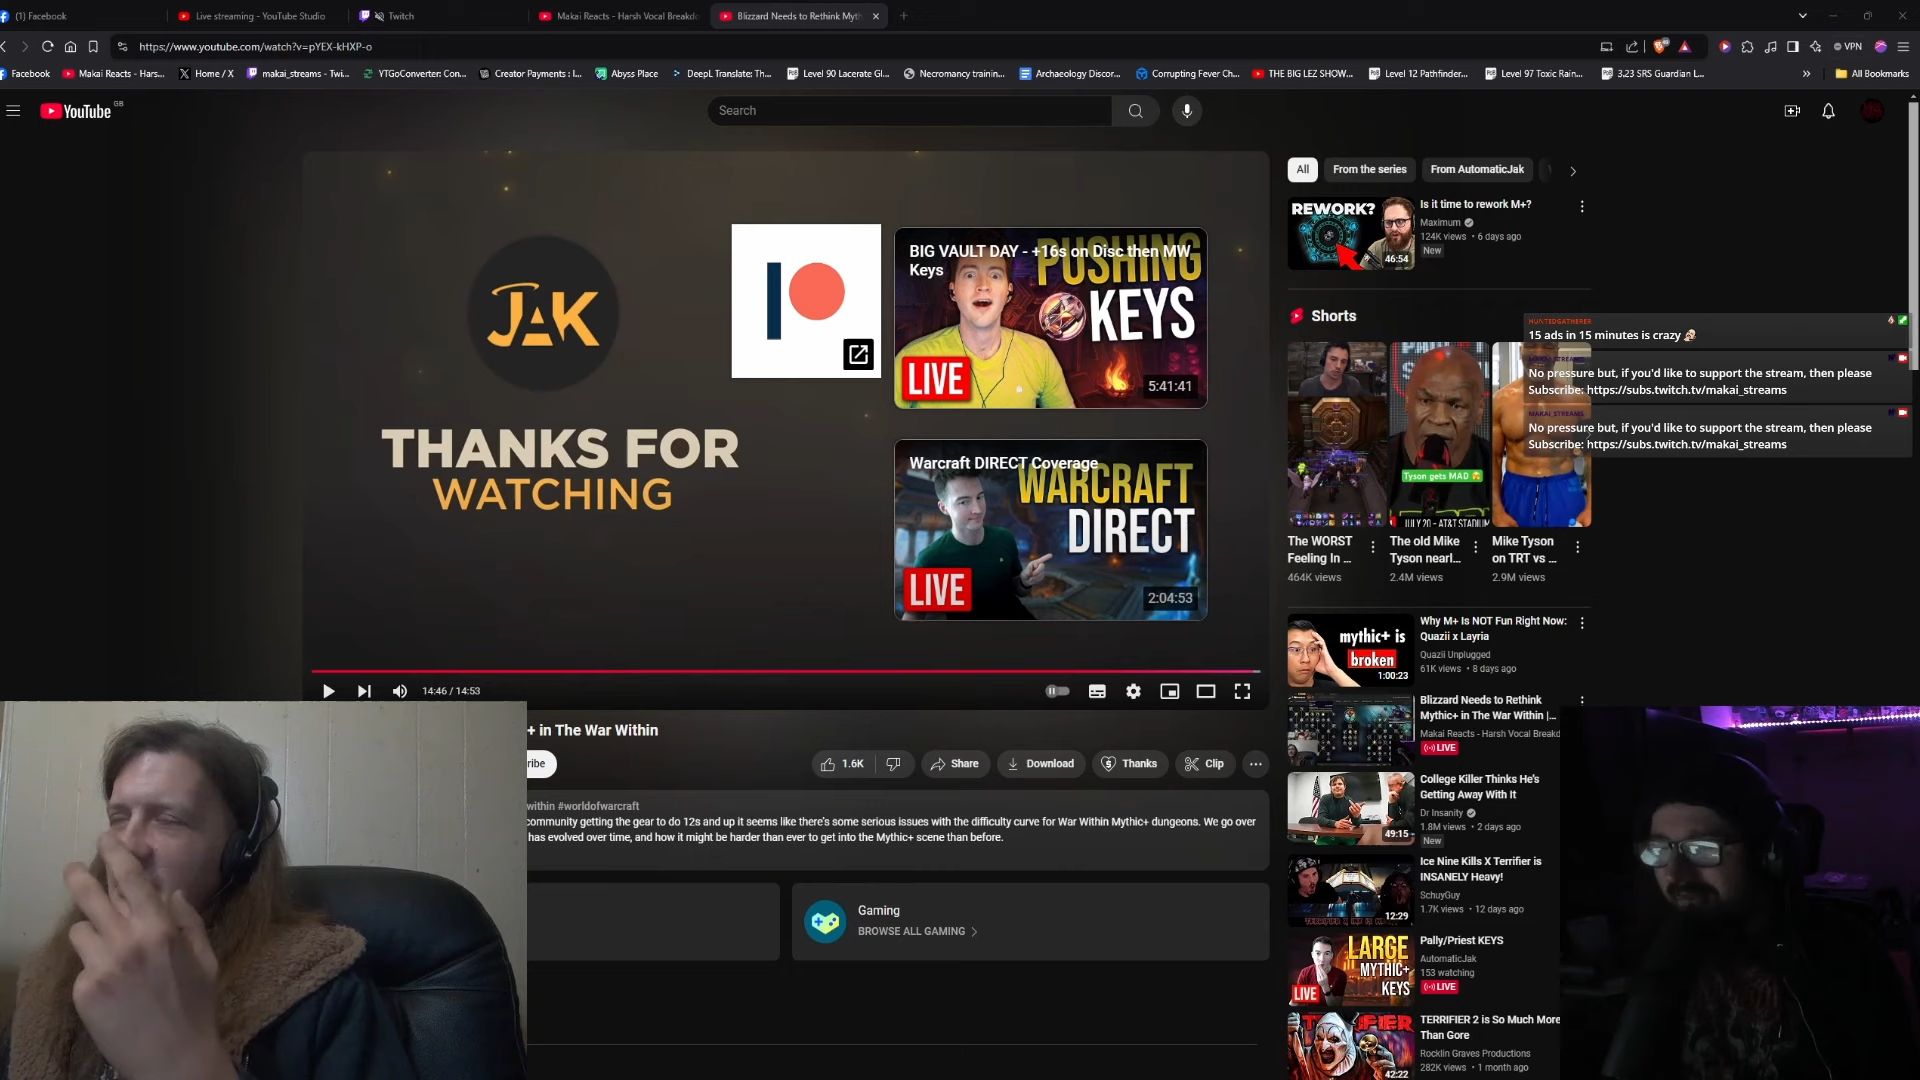 (1) Facebook
Live streaming - YouTube Studio
Twitch
Makai Reacts - Harsh Vocal Breakdo
Blizzard Needs to Rethink Myth
https://www.youtube.com/watch?v=pYEX-kHXP-o
VPN
Facebook
Makai Reacts - Hars...
Home / X
makai_streams - Twi...
YTGoConverter: Con...
Creator Payments : I...
Abyss Place
DeepL Translate: Th...
Level 90 Lacerate Gl...
Necromancy trainin...
Archaeology Discor...
Corrupting Fever Ch...
THE BIG LEZ SHOW...
Level 12 Pathfinder...
Level 97 Toxic Rain...
3.23 SRS Guardian L...
All Bookmarks
YouTube GB
Search
JAK
THANKS FOR
WATCHING
BIG VAULT DAY - +16s on Disc then MW
Keys
PUSHING
KEYS
LIVE
5:41:41
Warcraft DIRECT Coverage
WARCRAFT
DIRECT
LIVE
2:04:53
14:46 / 14:53
+ in The War Within
ribe
1.6K
Share
Download
Thanks
Clip
within #worldofwarcraft
community getting the gear to do 12s and up it seems like there's some serious issues with the difficulty curve for War Within Mythic+ dungeons. We go over
has evolved over time, and how it might be harder than ever to get into the Mythic+ scene than before.
Gaming
BROWSE ALL GAMING
All
From the series
From AutomaticJak
REWORK?
46:54
Is it time to rework M+?
Maximum
124K views • 6 days ago
New
Shorts
HUNTEDGATHERER
15 ads in 15 minutes is crazy
MAKAI_STREAMS
No pressure but, if you'd like to support the stream, then please
Subscribe: https://subs.twitch.tv/makai_streams
MAKAI_STREAMS
No pressure but, if you'd like to support the stream, then please
Subscribe: https://subs.twitch.tv/makai_streams
Tyson gets MAD
JULY 20 - AT&T STADIUM
The WORST
Feeling In ...
464K views
The old Mike
Tyson nearl...
2.4M views
Mike Tyson
on TRT vs ...
2.9M views
mythic+ is
broken
1:00:23
Why M+ Is NOT Fun Right Now:
Quazii x Layria
Quazii Unplugged
61K views • 8 days ago
Blizzard Needs to Rethink
Mythic+ in The War Within |...
Makai Reacts - Harsh Vocal Breakd
LIVE
College Killer Thinks He's
Getting Away With It
Dr Insanity
1.8M views • 2 days ago
New
49:15
Ice Nine Kills X Terrifier is
INSANELY Heavy!
SchuyGuy
1.7K views • 12 days ago
12:29
LARGE
MYTHIC+
KEYS
LIVE
Pally/Priest KEYS
AutomaticJak
153 watching
LIVE
TERRIFIER 2 is So Much More
Than Gore
Rocklin Graves Productions
282K views • 1 month ago
42:22